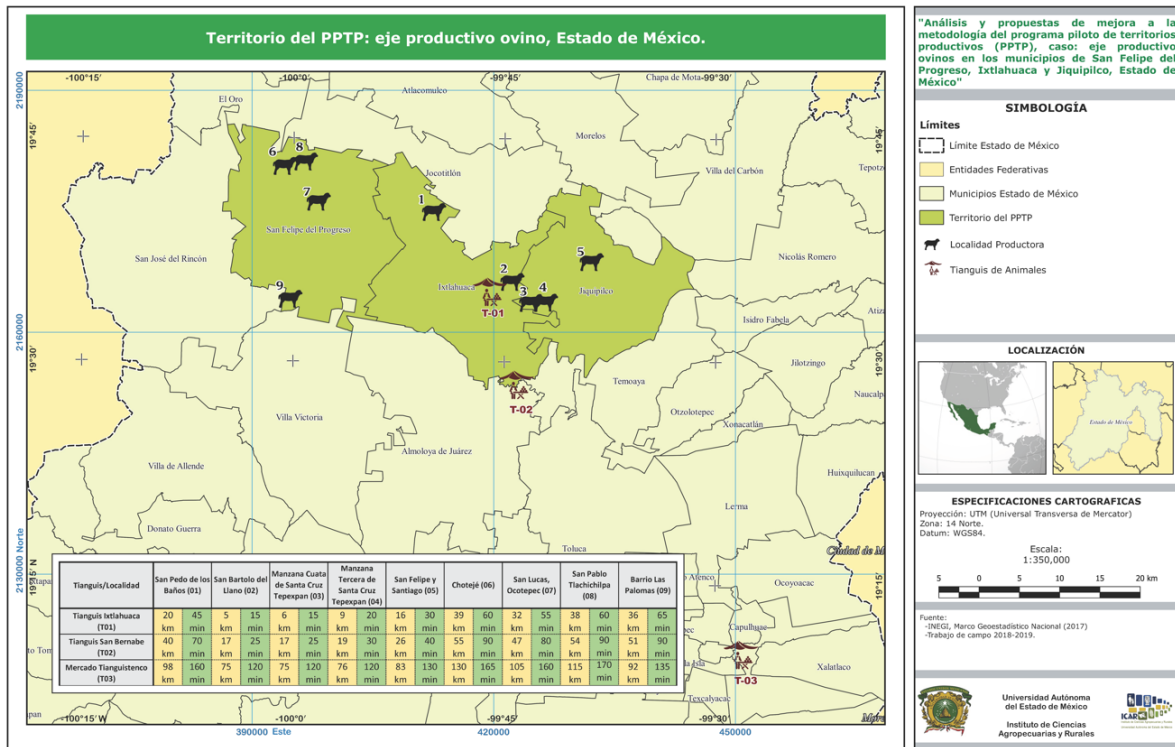 Territorio del PPTP: eje productivo ovino, Estado de México.
-100°15'
-100°0'
-99°45'
-99°30'
2190000
19°45'
19°45'
El Oro
Atlacomulco
Chapa de Mota
Morelos
Villa del Carbón
Jocotitlón
6
8
7
1
San Felipe del Progreso
San José del Rincón
Nicolás Romero
5
2
Ixtlahuaca
3
4
Jiquipilco
9
T-01
Isidro Fabela
2160000
19°30'
19°30'
Jilotzingo
T-02
Temoaya
Otzolotepec
Xonacatlán
Villa Victoria
Almoloya de Juárez
Villa de Allende
Huixquilucan
Lerma
Donato Guerra
Toluca
Ocoyoacac
2130000 Norte
19°15' N
19°15'
Capulhuac
T-03
Xalatlaco
Texcalyacac
Tianguis/Localidad
San Pedo de los Baños (01)
San Bartolo del Llano (02)
Manzana Cuata de Santa Cruz Tepexpan (03)
Manzana Tercera de Santa Cruz Tepexpan (04)
San Felipe y Santiago (05)
Chotejé (06)
San Lucas, Ocotepec (07)
San Pablo Tlachichilpa (08)
Barrio Las Palomas (09)
Tianguis Ixtlahuaca (T01) 20 km 45 min 5 km 15 min 6 km 15 min 9 km 20 min 16 km 30 min 39 km 60 min 32 km 55 min 38 km 60 min 36 km 65 min
Tianguis San Bernabe (T02) 40 km 70 min 17 km 25 min 17 km 25 min 19 km 30 min 26 km 40 min 55 km 90 min 47 km 80 min 54 km 90 min 51 km 90 min
Mercado Tianguistenco (T03) 98 km 160 min 75 km 120 min 75 km 120 min 76 km 120 min 83 km 130 min 130 km 165 min 105 km 160 min 115 km 170 min 92 km 135 min
-100°15' W
-100°0'
-99°45'
-99°30'
390000 Este
420000
450000
"Análisis y propuestas de mejora a la
metodología del programa piloto de territorios
productivos (PPTP), caso: eje productivo
ovinos en los municipios de San Felipe del
Progreso, Ixtlahuaca y Jiquipilco, Estado de
México"
SIMBOLOGÍA
Límites
Límite Estado de México
Entidades Federativas
Municipios Estado de México
Territorio del PPTP
Localidad Productora
Tianguis de Animales
LOCALIZACIÓN
Estado de México
ESPECIFICACIONES CARTOGRAFICAS
Proyección: UTM (Universal Transversa de Mercator)
Zona: 14 Norte.
Datum: WGS84.
Escala:
1:350,000
5 0 5 10 15 20 km
Fuente:
-INEGI, Marco Geoestadístico Nacional (2017)
-Trabajo de campo 2018-2019.
Universidad Autónoma
del Estado de México
Instituto de Ciencias
Agropecuarias y Rurales
ICAR